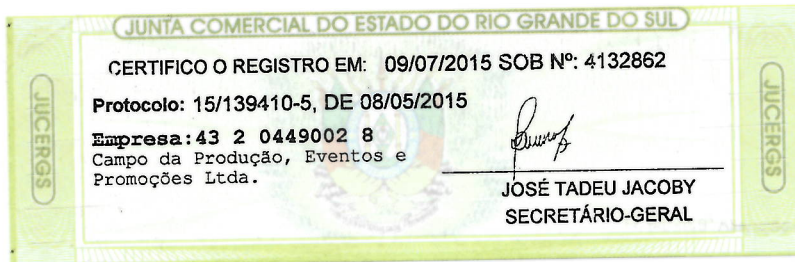 JUNTA COMERCIAL DO ESTADO DO RIO GRANDE DO SUL
CERTIFICO O REGISTRO EM: 09/07/2015 SOB Nº: 4132862
Protocolo: 15/139410-5, DE 08/05/2015
Empresa:43 2 0449002 8
Campo da Produção, Eventos e
Promoções Ltda.
JOSÉ TADEU JACOBY
SECRETÁRIO-GERAL
JUCERGS
JUCERGS